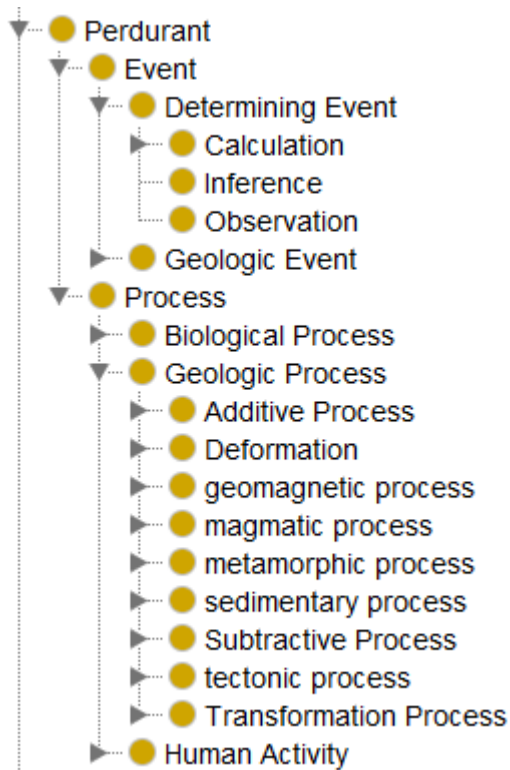 Perdurant
Event
Determining Event
Calculation
Inference
Observation
Geologic Event
Process
Biological Process
Geologic Process
Additive Process
Deformation
geomagnetic process
magmatic process
metamorphic process
sedimentary process
Subtractive Process
tectonic process
Transformation Process
Human Activity